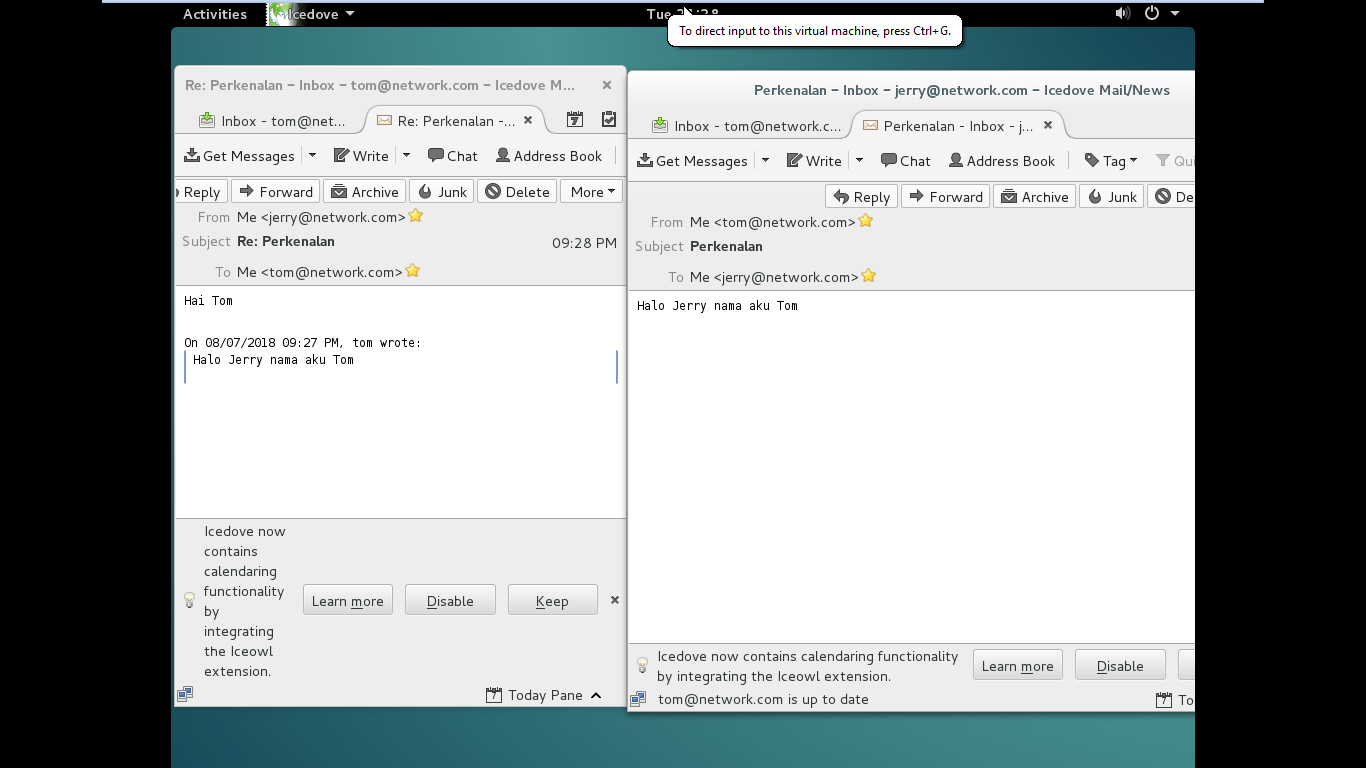 Activities Icedove Tue
To direct input to this virtual machine, press Ctrl+G.
Re: Perkenalan – Inbox – tom@network.com – Icedove M...
Inbox - tom@net... Re: Perkenalan -...
Get Messages Write Chat Address Book
Reply Forward Archive Junk Delete More
From Me <jerry@network.com>
Subject Re: Perkenalan 09:28 PM
To Me <tom@network.com>
Hai Tom
On 08/07/2018 09:27 PM, tom wrote:
Halo Jerry nama aku Tom
Icedove now
contains
calendaring
functionality
by
integrating
the Iceowl
extension.
Learn more Disable Keep
7 Today Pane
Perkenalan – Inbox – jerry@network.com – Icedove Mail/News
Inbox - tom@network.c... Perkenalan - Inbox - j...
Get Messages Write Chat Address Book Tag Qui
Reply Forward Archive Junk De
From Me <tom@network.com>
Subject Perkenalan
To Me <jerry@network.com>
Halo Jerry nama aku Tom
Icedove now contains calendaring functionality
by integrating the Iceowl extension.
Learn more Disable
tom@network.com is up to date 7 To